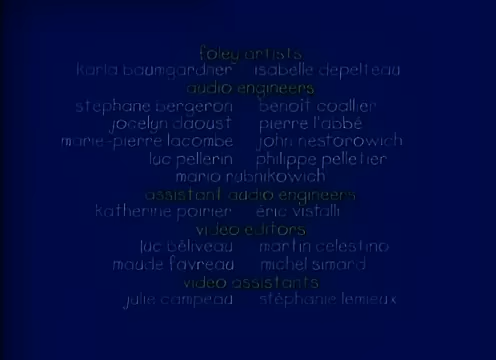 foley artists
karla baumgardner isabelle depelteau
audio engineers
stephane bergeron benoit coallier
jocelyn daoust pierre l'abbé
marie-pierre lacombe john nestorowich
luc pellerin philippe pelletier
mario rubnikowich
assistant audio engineers
katherine poirier éric vistalli
video editors
luc béliveau martin celestino
maude favreau michel simard
video assistants
julie campeau stéphanie lemieux